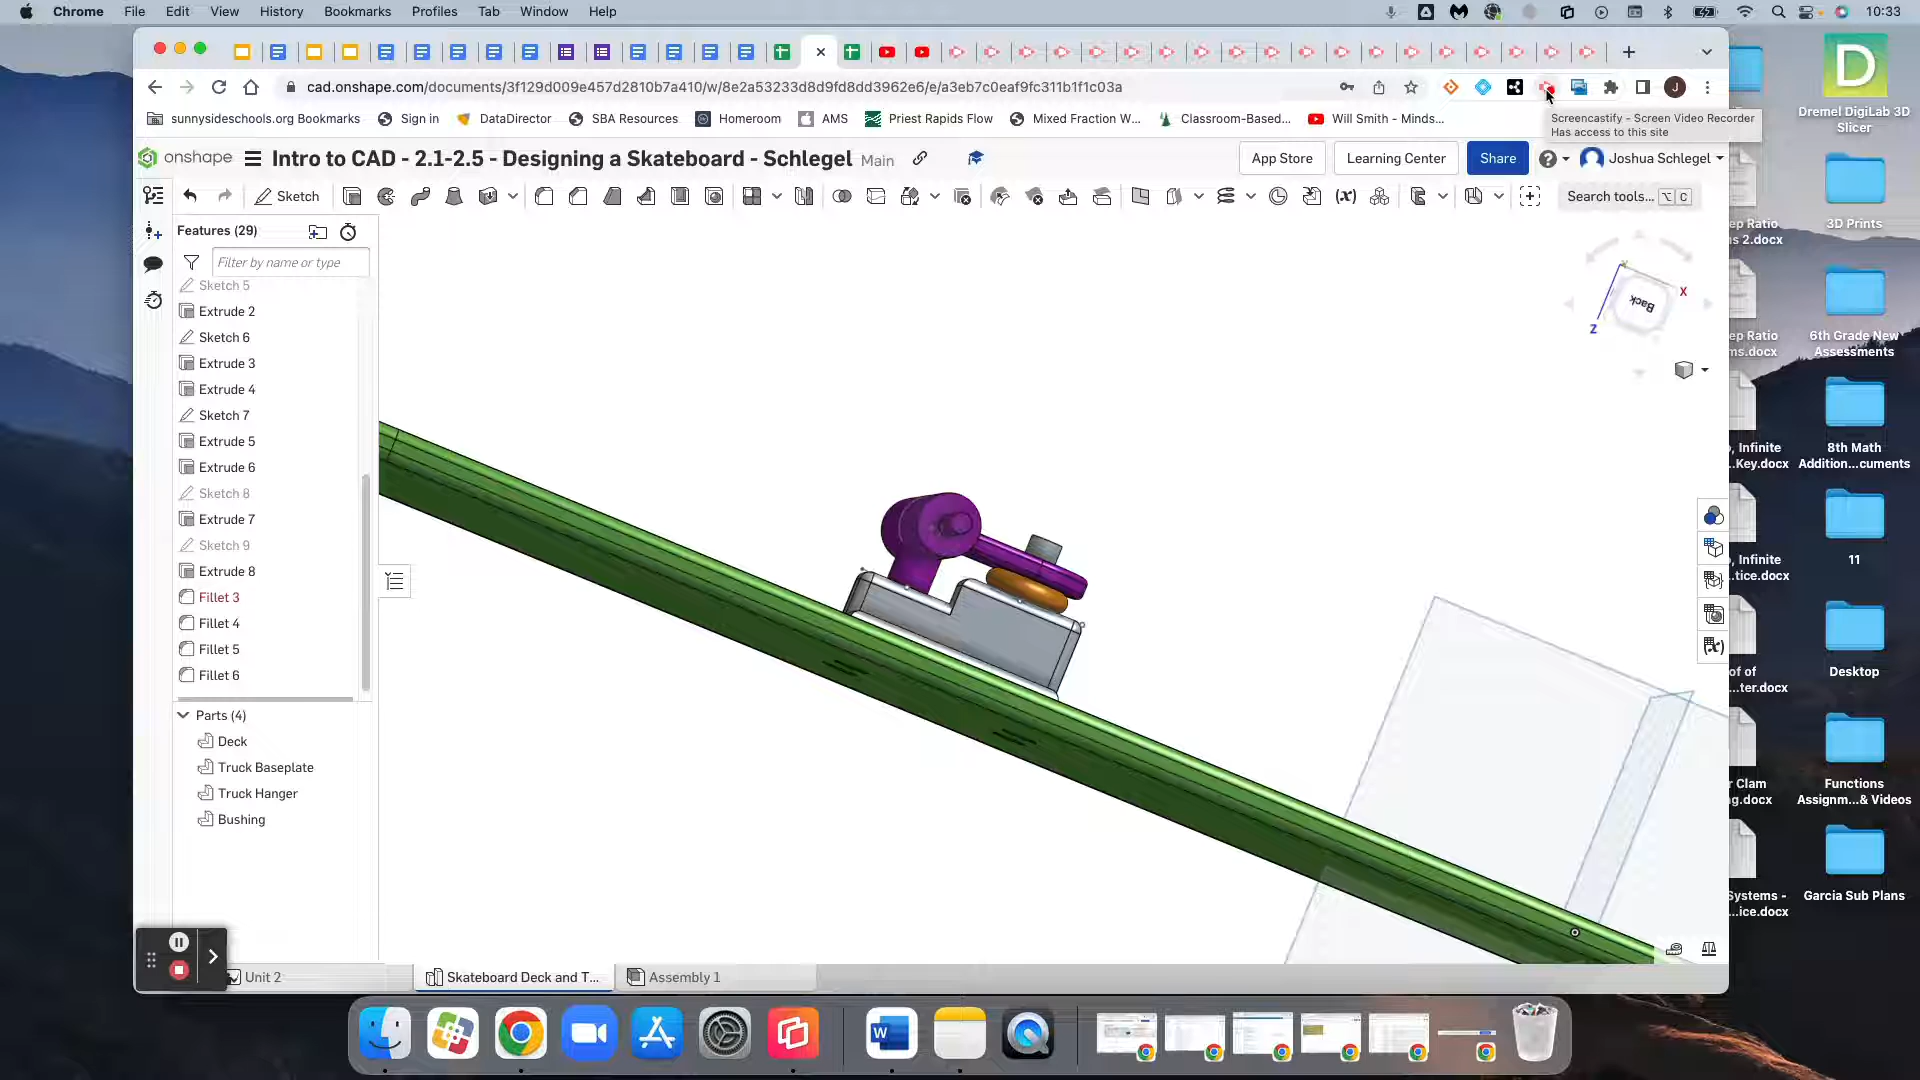 Chrome File Edit View History Bookmarks Profiles Tab Window Help 10:33
cad.onshape.com/documents/3f129d009e457d2810b7a410/w/8e2a53233d8d9fd8dd3962e6/e/a3eb7c0eaf9fc311b1f1c03a J
sunnysideschools.org Bookmarks Sign in DataDirector SBA Resources Homeroom AMS Priest Rapids Flow Mixed Fraction W... Classroom-Based... Will Smith - Minds...
Screencastify - Screen Video Recorder
Has access to this site
onshape Intro to CAD - 2.1-2.5 - Designing a Skateboard - Schlegel Main App Store Learning Center Share Joshua Schlegel
Sketch Search tools... ⌥ C
Features (29)
Filter by name or type
Sketch 5
Extrude 2
Sketch 6
Extrude 3
Extrude 4
Sketch 7
Extrude 5
Extrude 6
Sketch 8
Extrude 7
Sketch 9
Extrude 8
Fillet 3
Fillet 4
Fillet 5
Fillet 6
Parts (4)
Deck
Truck Baseplate
Truck Hanger
Bushing
Back
X
Z
Unit 2 Skateboard Deck and T... Assembly 1
D
Dremel DigiLab 3D
Slicer
3D Prints
6th Grade New
Assessments
8th Math
Addition...cuments
11
Desktop
Functions
Assignm...& Videos
Garcia Sub Plans
ep Ratio
s 2.docx
ep Ratio
ms.docx
, Infinite
...Key.docx
, Infinite
...tice.docx
of of
...ter.docx
r Clam
ng.docx
Systems -
...ice.docx
W